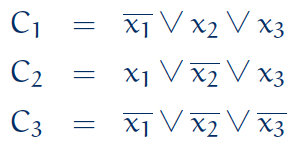 C₁ = x̅₁ ∨ x₂ ∨ x₃
C₂ = x₁ ∨ x̅₂ ∨ x₃
C₃ = x̅₁ ∨ x̅₂ ∨ x̅₃